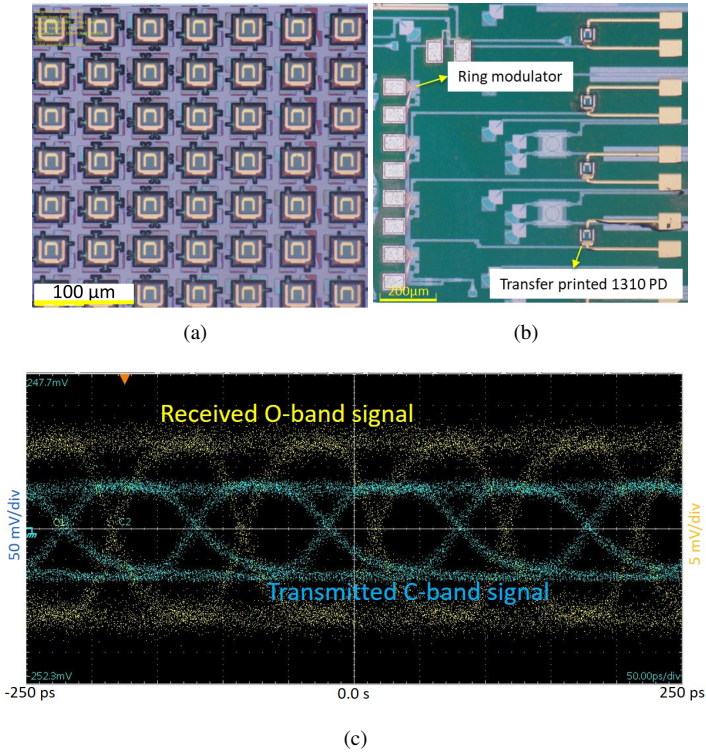 100 µm
Ring modulator
Transfer printed 1310 PD
200µm
(a)
(b)
247.7mV
Received O-band signal
50 mV/div
C1
C2
5 mV/div
Transmitted C-band signal
-252.3mV
50.00ps/div
-250 ps
0.0 s
250 ps
(c)